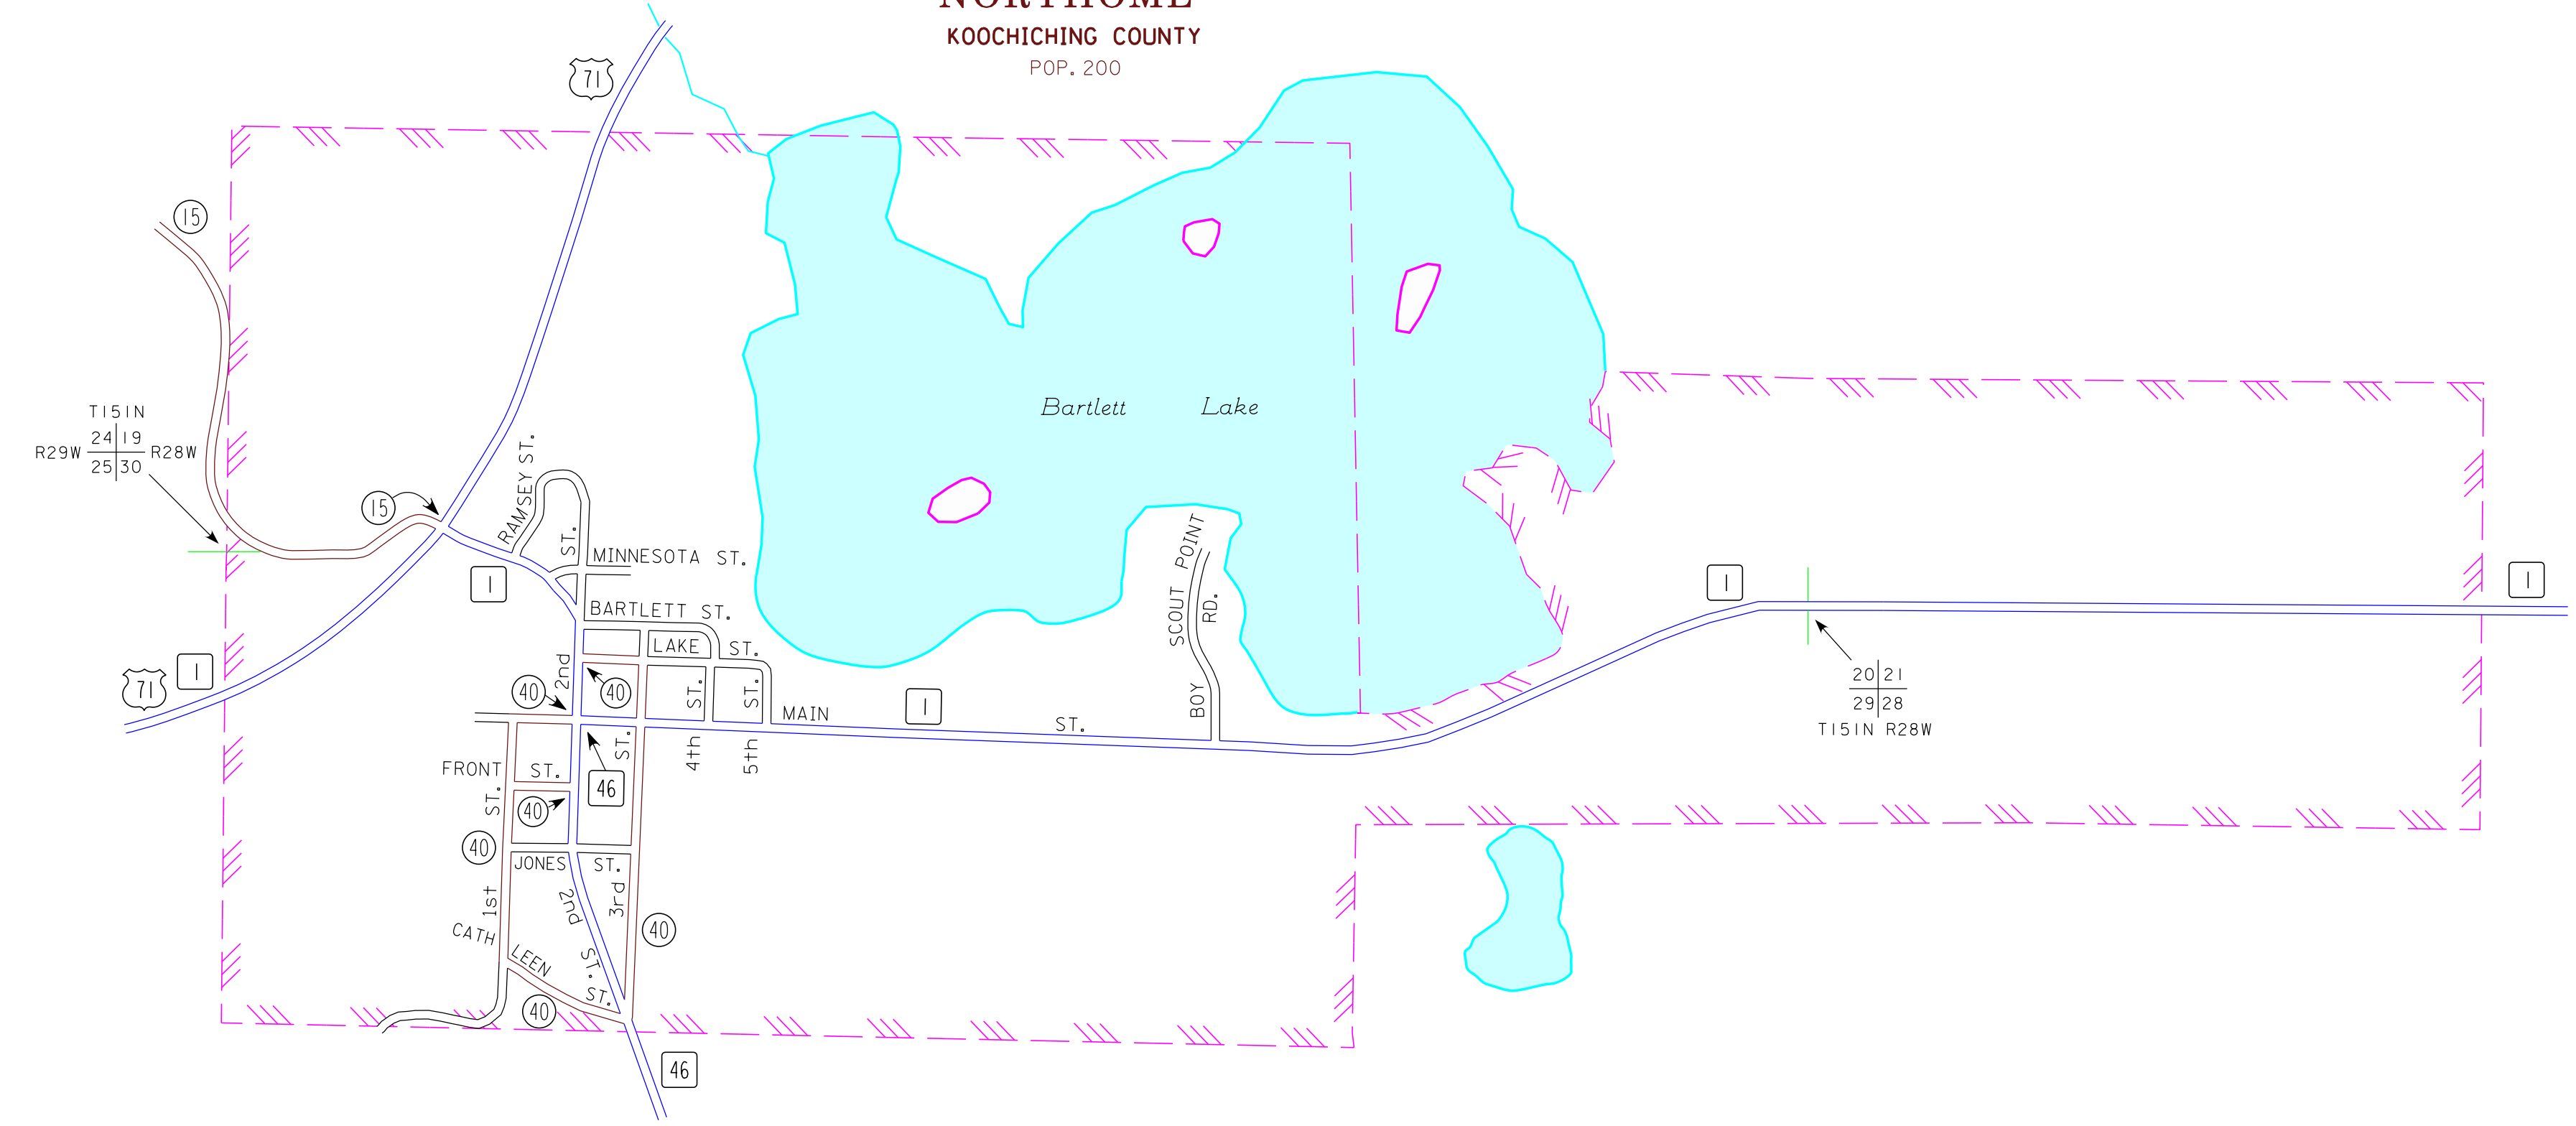 NORTHOME
KOOCHICHING COUNTY
POP. 200
71
15
T151N
24 19
R29W R28W
25 30
15
RAMSEY ST.
ST.
1
MINNESOTA ST.
BARTLETT ST.
LAKE ST.
Bartlett Lake
SCOUT POINT
BOY RD.
71
1
2nd
40
40
ST.
ST.
MAIN ST.
1
1
1
20 21
29 28
T151N R28W
FRONT ST.
ST.
4th
5th
46
ST.
40
40
JONES ST.
1st
2nd
3rd
40
CATH
LEEN
ST.
ST.
40
46